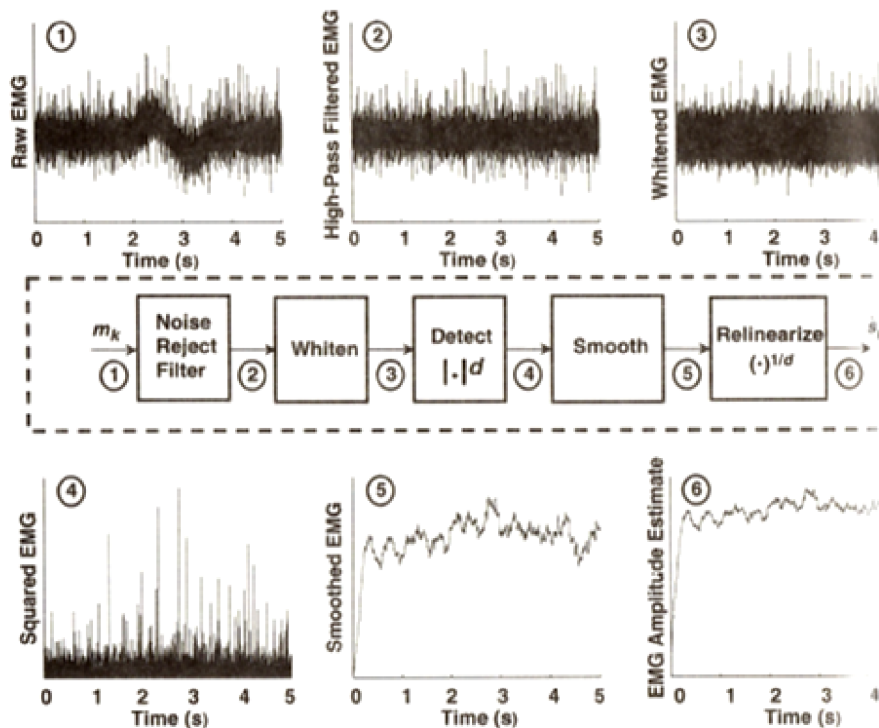 1
2
3
Raw EMG
High-Pass Filtered EMG
Whitened EMG
0 1 2 3 4 5
0 1 2 3 4 5
0 1 2 3 4
Time (s)
Time (s)
Time (s)
m_k
Noise
Reject
Filter
Whiten
Detect
|·|^d
Smooth
Relinearize
(·)^{1/d}
1
2
3
4
5
6
4
5
6
Squared EMG
Smoothed EMG
EMG Amplitude Estimate
0 1 2 3 4 5
0 1 2 3 4 5
0 1 2 3 4
Time (s)
Time (s)
Time (s)